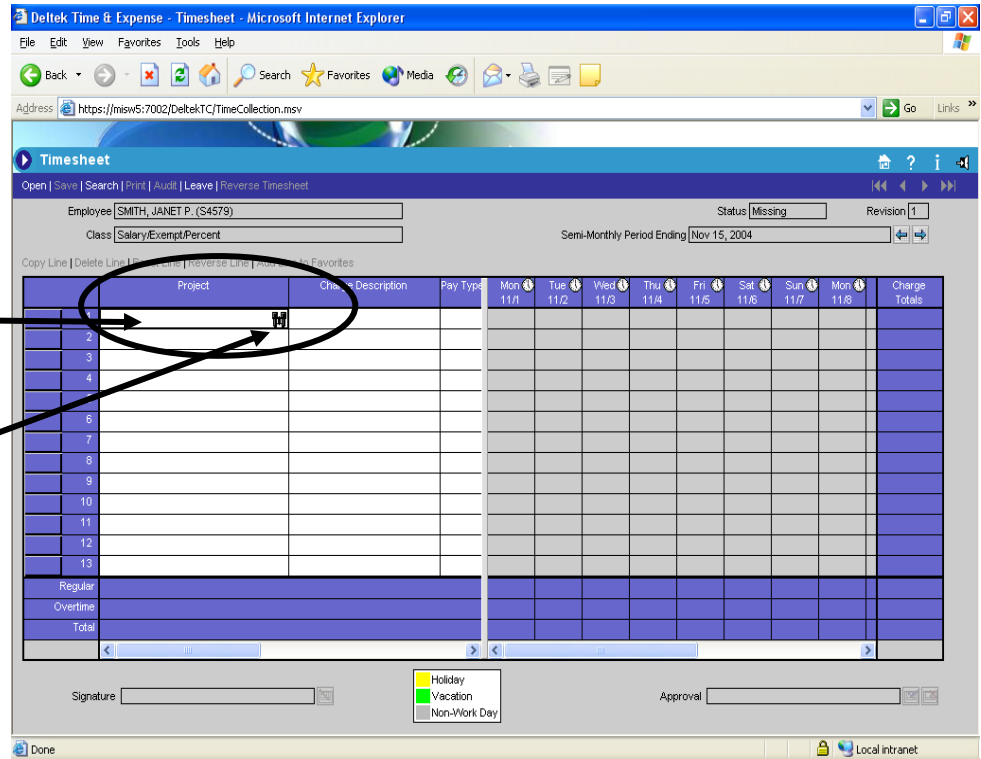 Deltek Time & Expense - Timesheet - Microsoft Internet Explorer
File Edit View Favorites Tools Help
Back Search Favorites Media
Address https://misw5:7002/DeltekTC/TimeCollection.msv Go Links »
Timesheet ? i
Open | Save | Search | Print | Audit | Leave | Reverse Timesheet
Employee SMITH, JANET P. (S4579) Status Missing Revision 1
Class Salary/Exempt/Percent Semi-Monthly Period Ending Nov 15, 2004
Copy Line | Delete Line | Line | Reverse Line | to Favorites
Project Charge Description Pay Type Mon Tue Wed Thu Fri Sat Sun Mon Charge
11/1 11/2 11/3 11/4 11/5 11/6 11/7 11/8 Totals
1
2
3
4
6
7
8
9
10
11
12
13
Regular
Overtime
Total
Holiday
Signature Vacation Approval
Non-Work Day
Done Local intranet